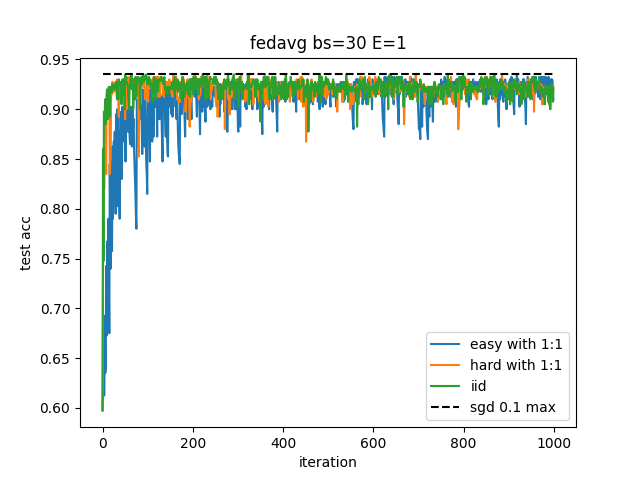 fedavg bs=30 E=1
test acc
0.95
0.90
0.85
0.80
0.75
0.70
0.65
0.60
0
200
400
600
800
1000
iteration
easy with 1:1
hard with 1:1
iid
sgd 0.1 max